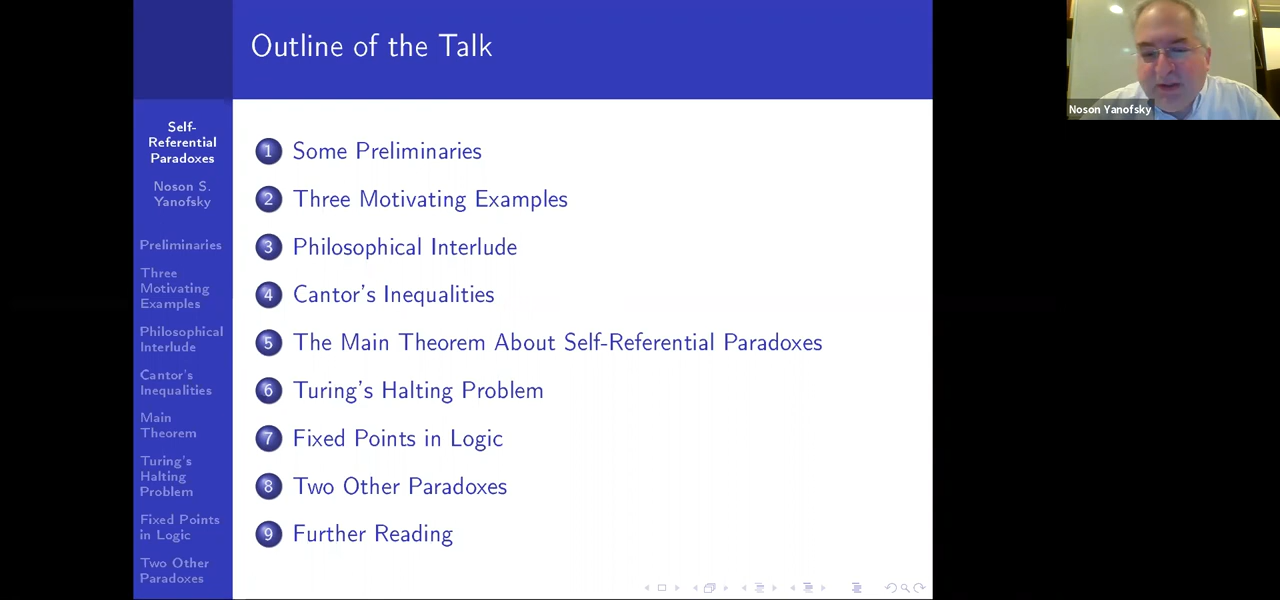 Outline of the Talk
Self-
Referential
Paradoxes
Noson S.
Yanofsky
Preliminaries
Three
Motivating
Examples
Philosophical
Interlude
Cantor's
Inequalities
Main
Theorem
Turing's
Halting
Problem
Fixed Points
in Logic
Two Other
Paradoxes
1 Some Preliminaries
2 Three Motivating Examples
3 Philosophical Interlude
4 Cantor's Inequalities
5 The Main Theorem About Self-Referential Paradoxes
6 Turing's Halting Problem
7 Fixed Points in Logic
8 Two Other Paradoxes
9 Further Reading
Noson Yanofsky